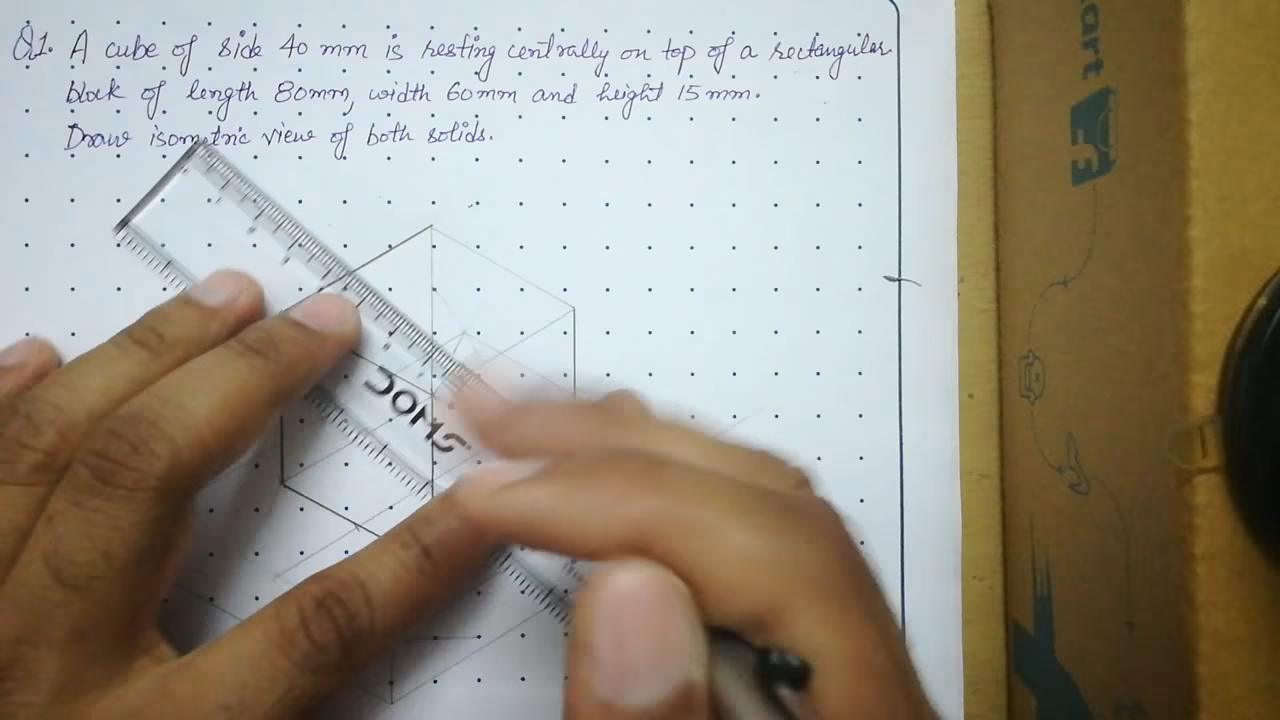 Q1. A cube of side 40 mm is resting centrally on top of a rectangular
block of length 80mm, width 60mm and height 15mm.
Draw isometric view of both solids.
DOMS
art